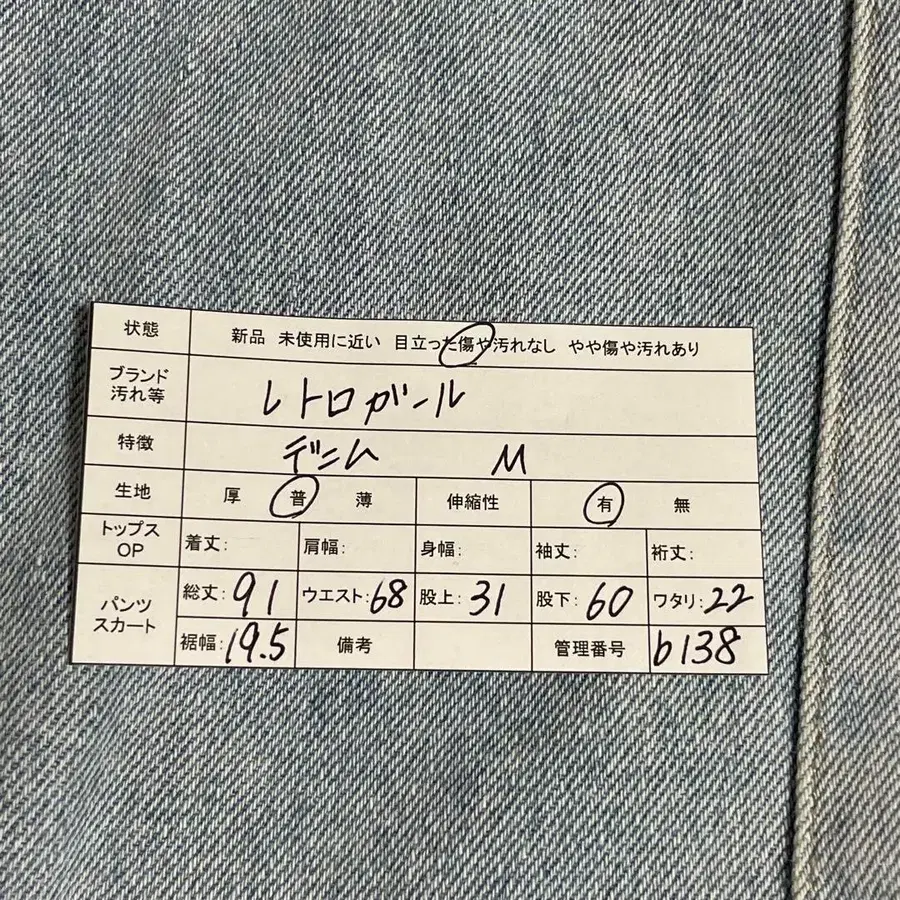 状態 新品 未使用に近い 目立った傷や汚れなし やや傷や汚れあり
ブランド
汚れ等
レトロガール
特徴 デニム M
生地 厚 普 薄 伸縮性 有 無
トップス
OP
着丈: 肩幅: 身幅: 袖丈: 裄丈:
パンツ
スカート
総丈:91 ウエスト:68 股上:31 股下:60 ワタリ:22
裾幅:19.5 備考 管理番号 b138